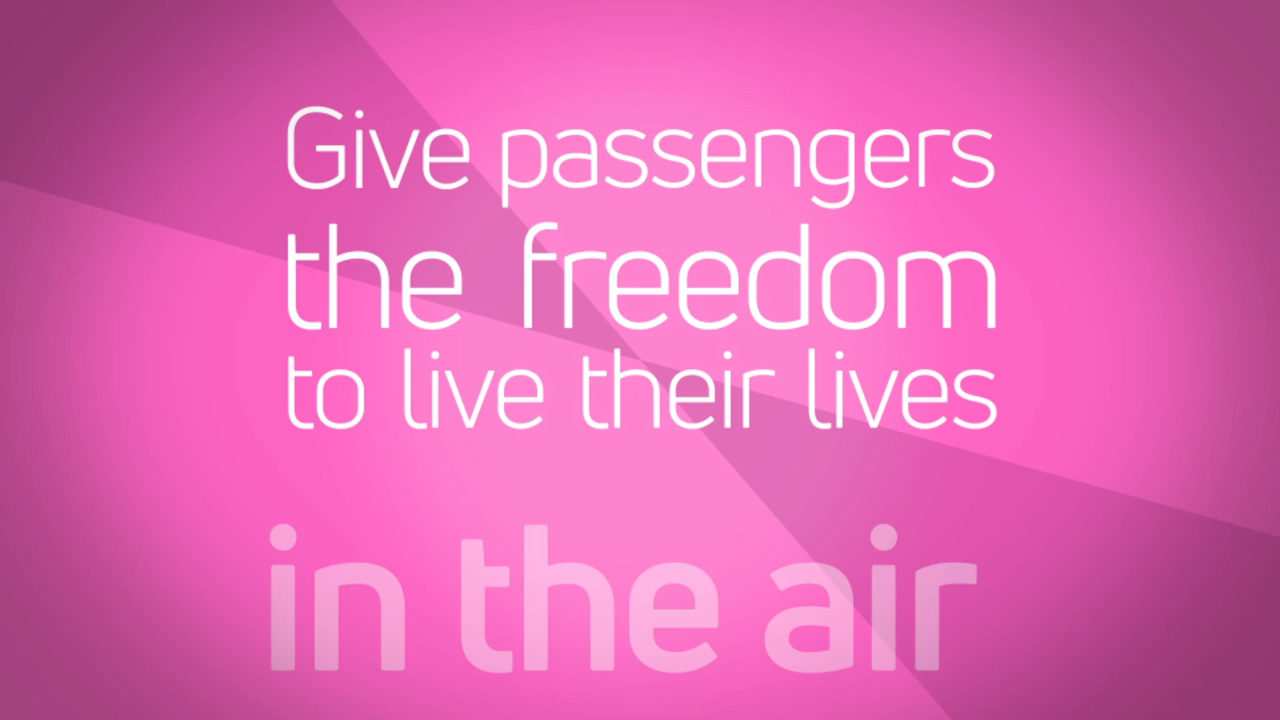 Give passengers
the freedom
to live their lives
in the air